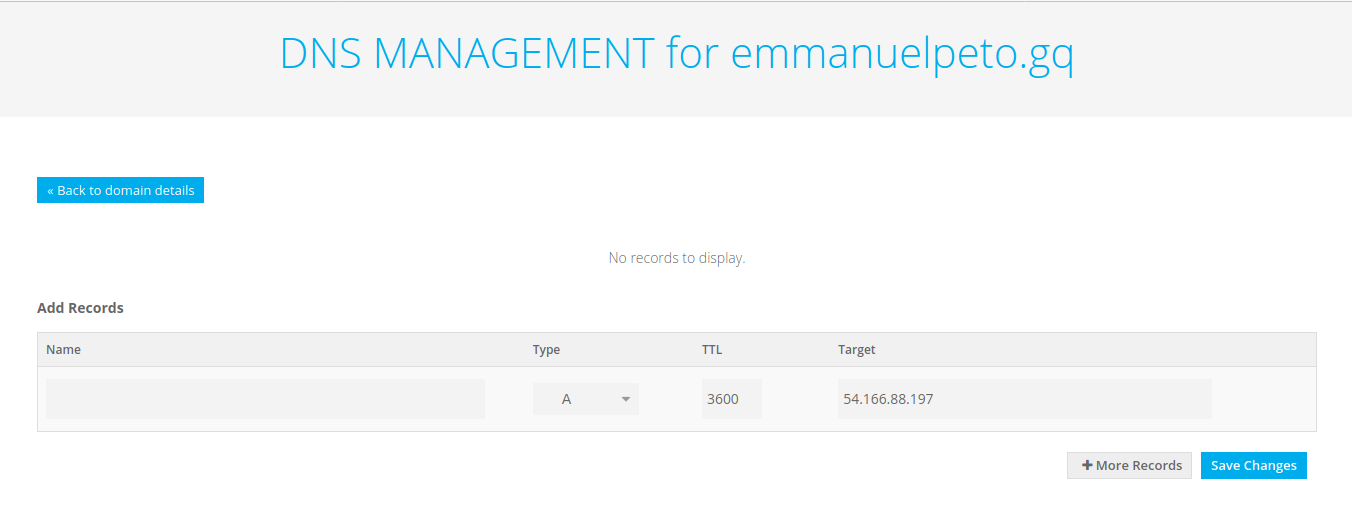 DNS MANAGEMENT for emmanuelpeto.gq
« Back to domain details
No records to display.
Add Records
Name Type TTL Target
A 3600 54.166.88.197
+ More Records Save Changes